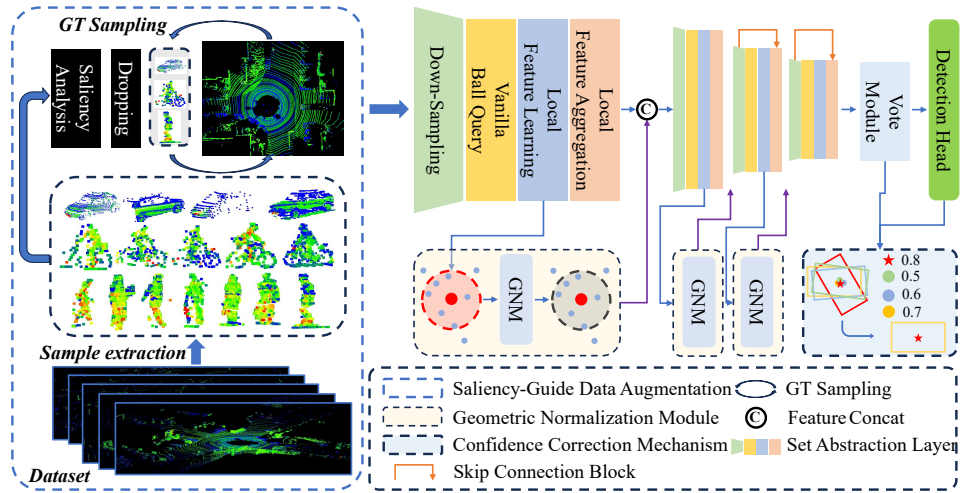 GT Sampling
Saliency
Analysis
Dropping
Sample extraction
Dataset
Down-Sampling
Vanilla
Ball Query
Local
Feature Learning
Local
Feature Aggregation
C
GNM
GNM
GNM
Vote
Module
Detection Head
0.8
0.5
0.6
0.7
Saliency-Guide Data Augmentation
GT Sampling
Geometric Normalization Module
C
Feature Concat
Confidence Correction Mechanism
Set Abstraction Layer
Skip Connection Block